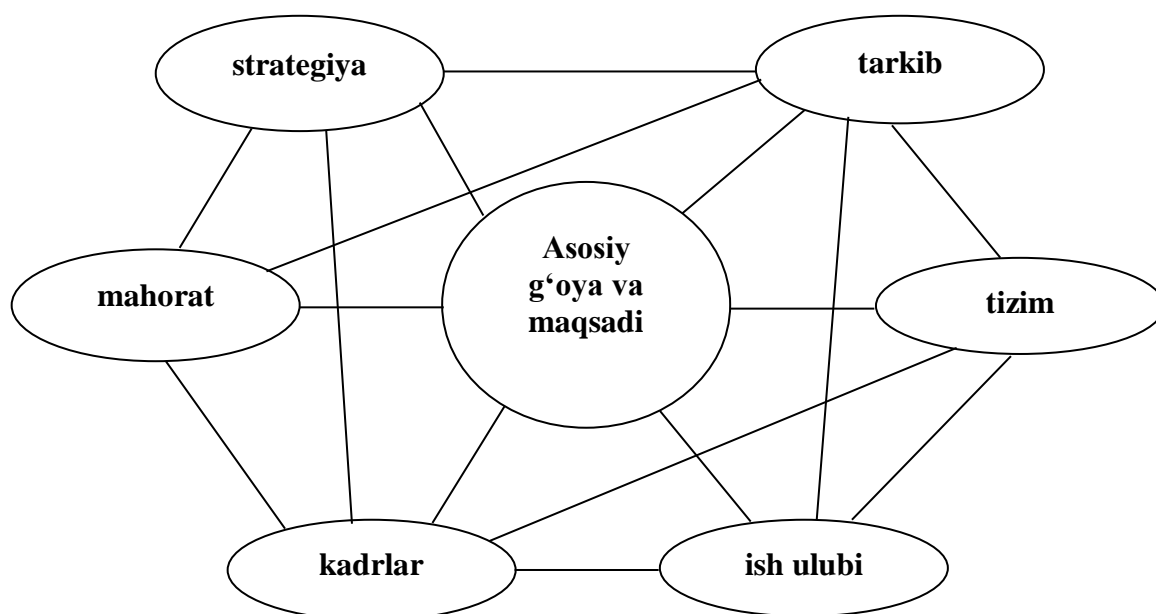 strategiya
tarkib
Asosiy
g‘oya va
maqsadi
mahorat
tizim
kadrlar
ish ulubi